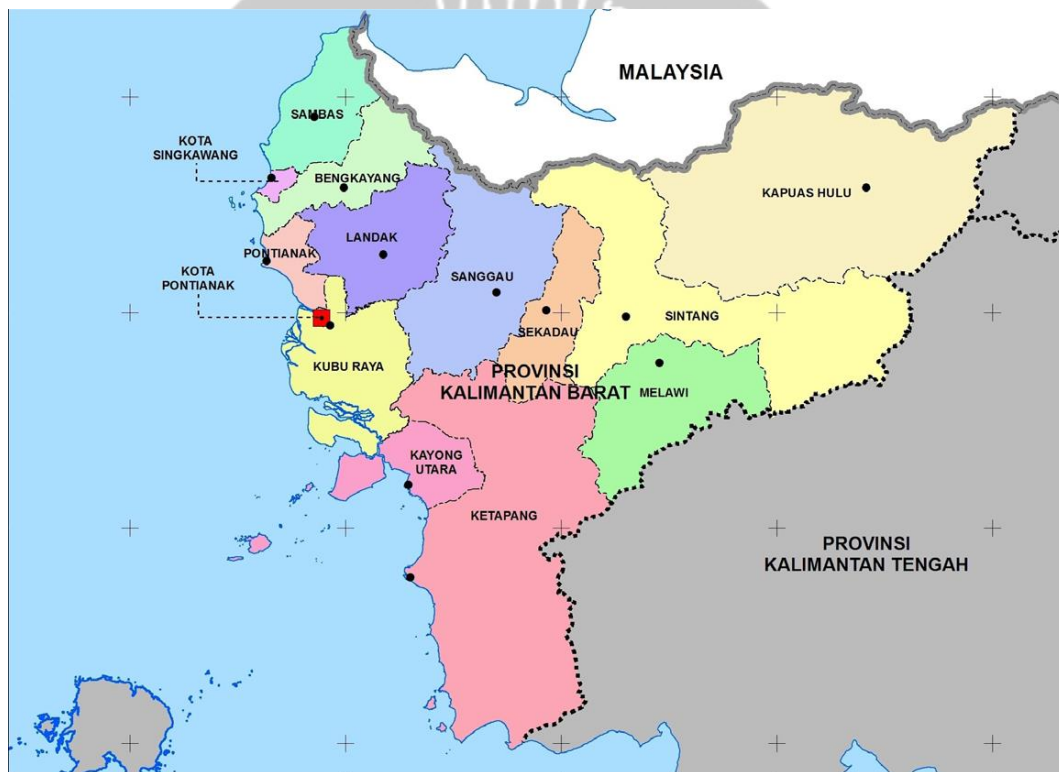 MALAYSIA
SAMBAS
KOTA
SINGKAWANG
BENGKAYANG
KAPUAS HULU
LANDAK
PONTIANAK
KOTA
PONTIANAK
SANGGAU
SINTANG
SEKADAU
KUBU RAYA
PROVINSI
KALIMANTAN BARAT
MELAWI
KAYONG
UTARA
KETAPANG
PROVINSI
KALIMANTAN TENGAH